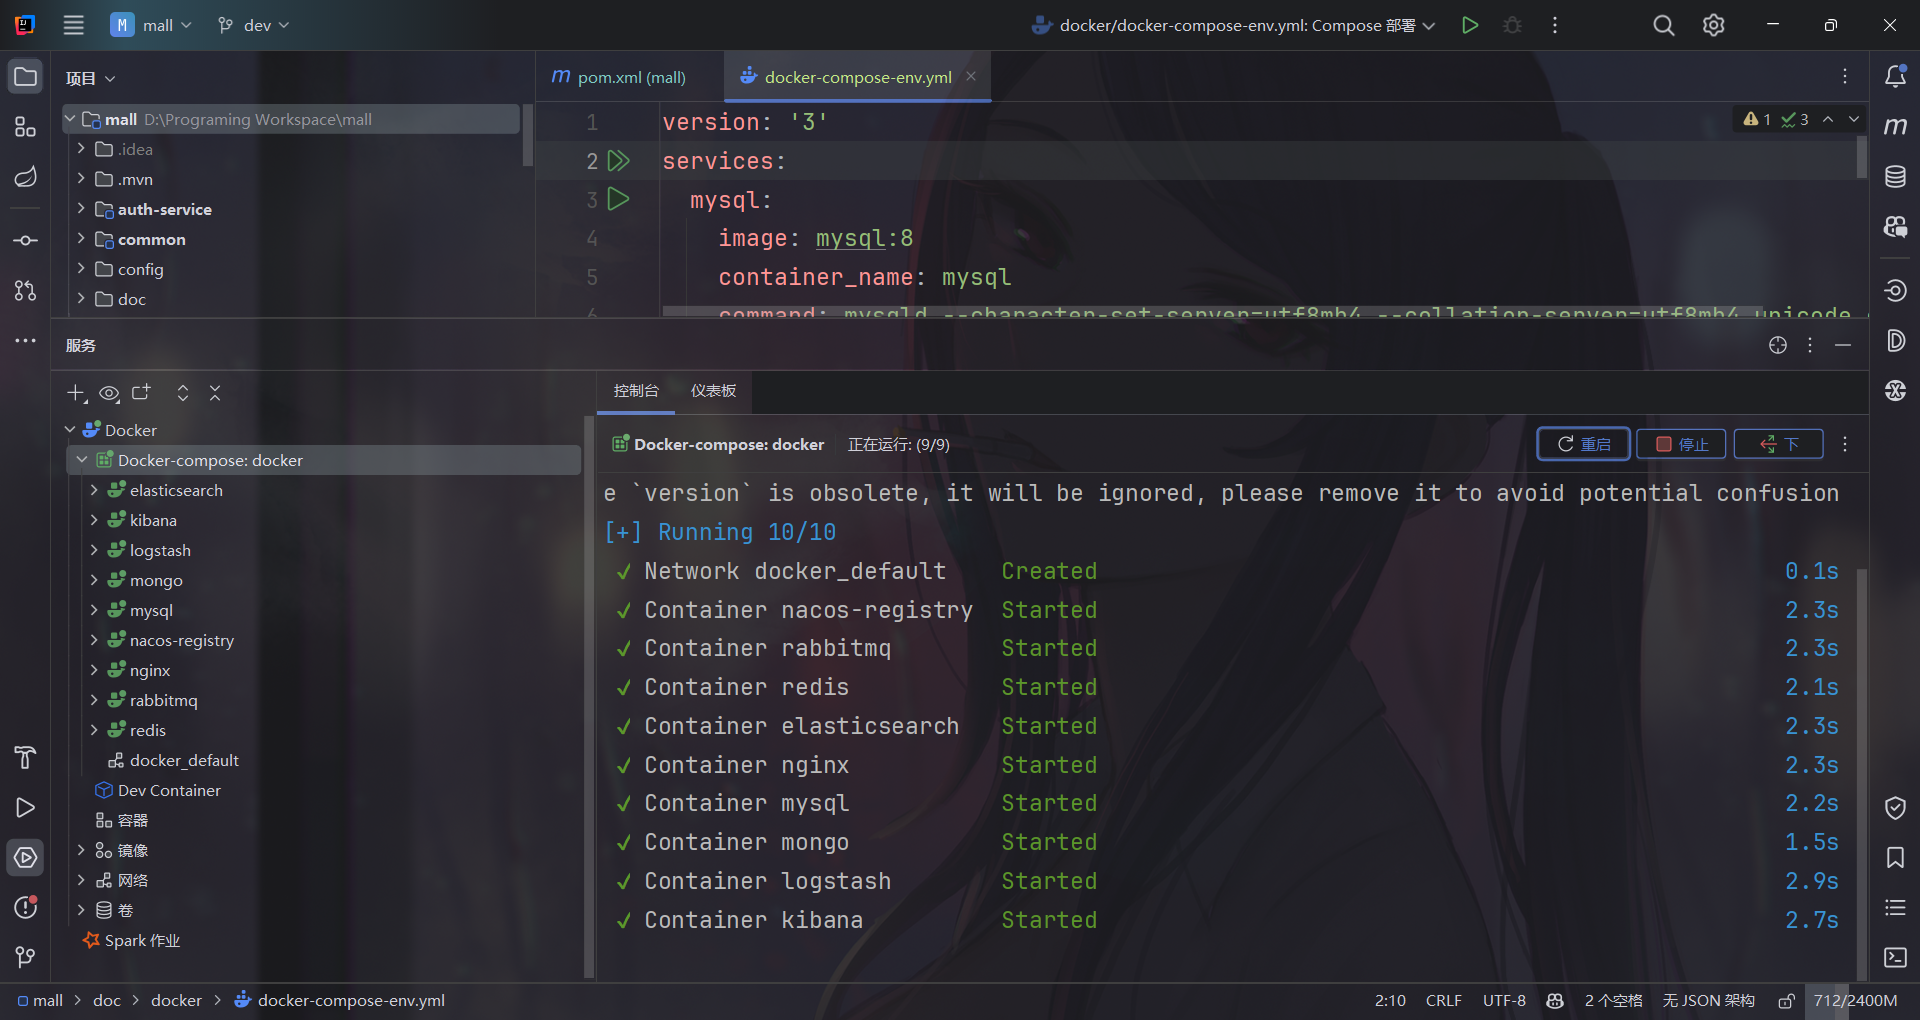 M mall dev docker/docker-compose-env.yml: Compose 部署
项目
mall D:\Programing Workspace\mall
.idea
.mvn
auth-service
common
config
doc
pom.xml (mall)
docker-compose-env.yml
1 version: '3'
1 3
2 services:
3 mysql:
4 image: mysql:8
5 container_name: mysql
6 command: mysqld --character-set-server=utf8mb4 --collation-server=utf8mb4_unicode_
服务
Docker
Docker-compose: docker
elasticsearch
kibana
logstash
mongo
mysql
nacos-registry
nginx
rabbitmq
redis
docker_default
Dev Container
容器
镜像
网络
卷
Spark 作业
控制台 仪表板
Docker-compose: docker 正在运行: (9/9) 重启 停止 下
e `version` is obsolete, it will be ignored, please remove it to avoid potential confusion
[+] Running 10/10
✓ Network docker_default Created 0.1s
✓ Container nacos-registry Started 2.3s
✓ Container rabbitmq Started 2.3s
✓ Container redis Started 2.1s
✓ Container elasticsearch Started 2.3s
✓ Container nginx Started 2.3s
✓ Container mysql Started 2.2s
✓ Container mongo Started 1.5s
✓ Container logstash Started 2.9s
✓ Container kibana Started 2.7s
mall > doc > docker > docker-compose-env.yml
2:10 CRLF UTF-8 2 个空格 无 JSON 架构 712/2400M